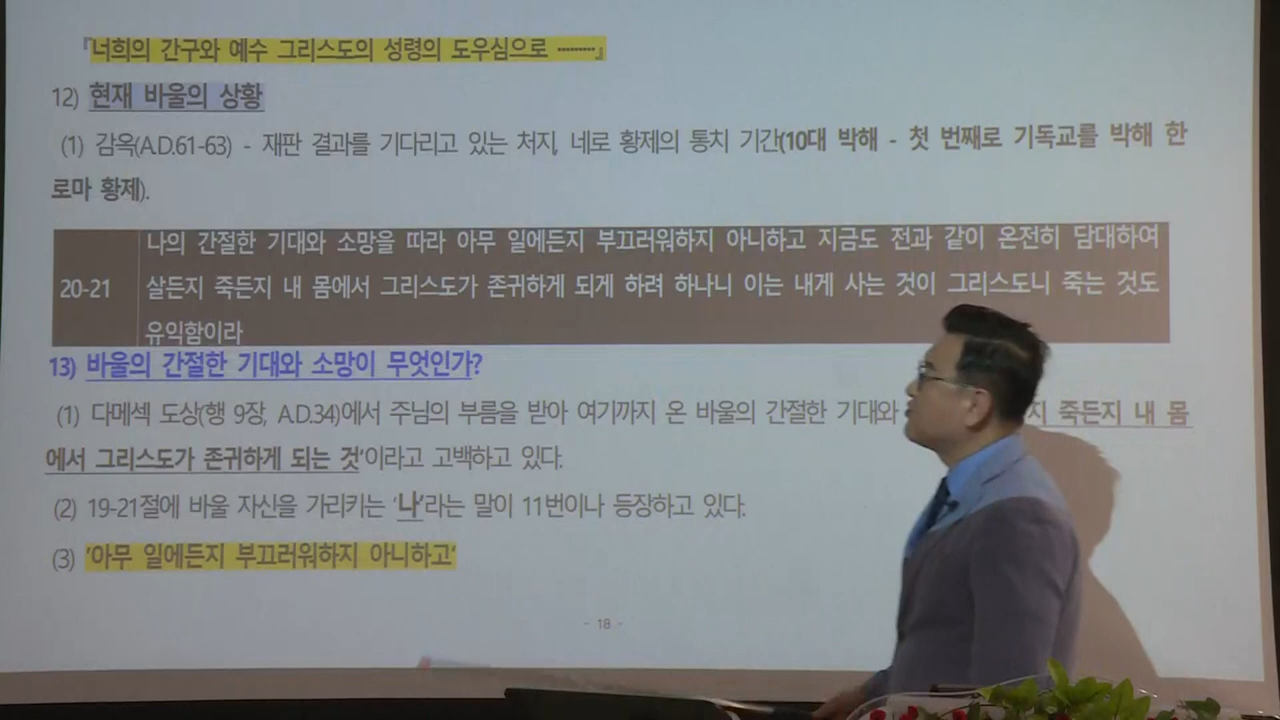 『너희의 간구와 예수 그리스도의 성령의 도우심으로 ·········』
12) 현재 바울의 상황
(1) 감옥(A.D.61-63) - 재판 결과를 기다리고 있는 처지, 네로 황제의 통치 기간(10대 박해 - 첫 번째로 기독교를 박해 한
로마 황제).
나의 간절한 기대와 소망을 따라 아무 일에든지 부끄러워하지 아니하고 지금도 전과 같이 온전히 담대하여
20-21 살든지 죽든지 내 몸에서 그리스도가 존귀하게 되게 하려 하나니 이는 내게 사는 것이 그리스도니 죽는 것도
유익함이라
13) 바울의 간절한 기대와 소망이 무엇인가?
(1) 다메섹 도상(행 9장, A.D.34)에서 주님의 부름을 받아 여기까지 온 바울의 간절한 기대와 지 죽든지 내 몸
에서 그리스도가 존귀하게 되는 것'이라고 고백하고 있다.
(2) 19-21절에 바울 자신을 가리키는 '나'라는 말이 11번이나 등장하고 있다.
(3) '아무 일에든지 부끄러워하지 아니하고'
- 18 -